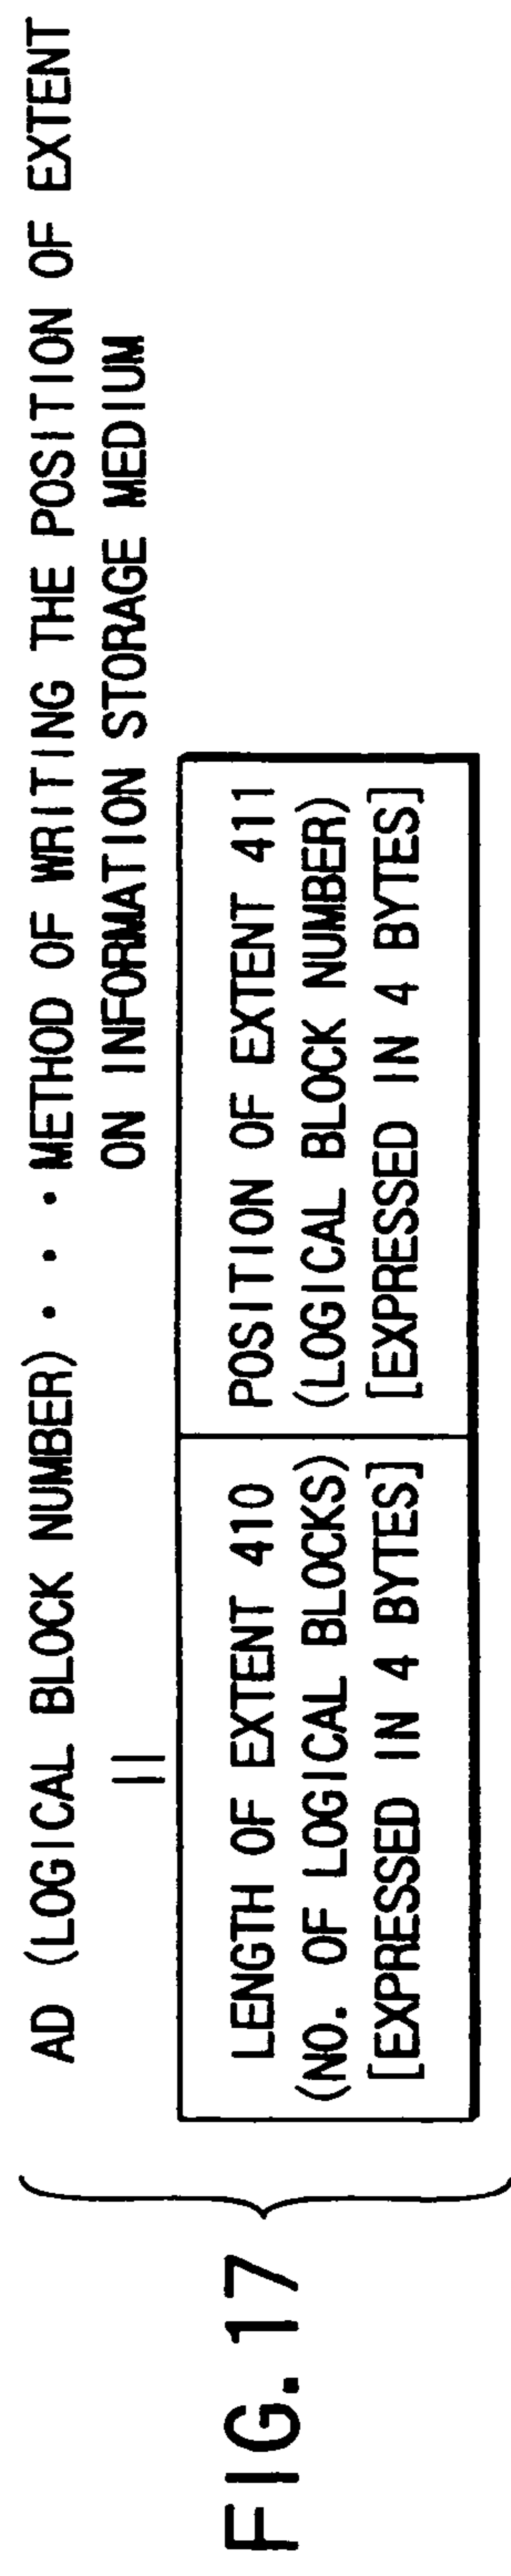 FIG. 17
AD (LOGICAL BLOCK NUMBER) • • • METHOD OF WRITING THE POSITION OF EXTENT
ON INFORMATION STORAGE MEDIUM
||
LENGTH OF EXTENT 410
(NO. OF LOGICAL BLOCKS)
[EXPRESSED IN 4 BYTES]
POSITION OF EXTENT 411
(LOGICAL BLOCK NUMBER)
[EXPRESSED IN 4 BYTES]